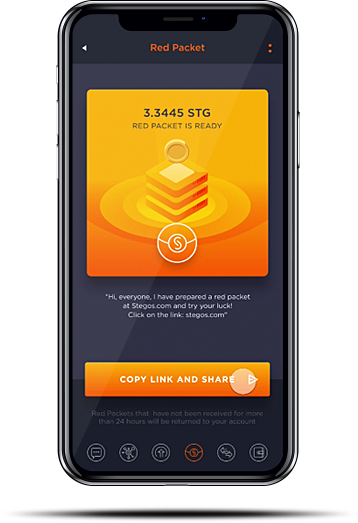 Red Packet
3.3445 STG
RED PACKET IS READY
"Hi, everyone, I have prepared a red packet
at Stegos.com and try your luck!
Click on the link: stegos.com"
COPY LINK AND SHARE
Red Peckets that have not been received for more
than 24 hours will be returned to your account